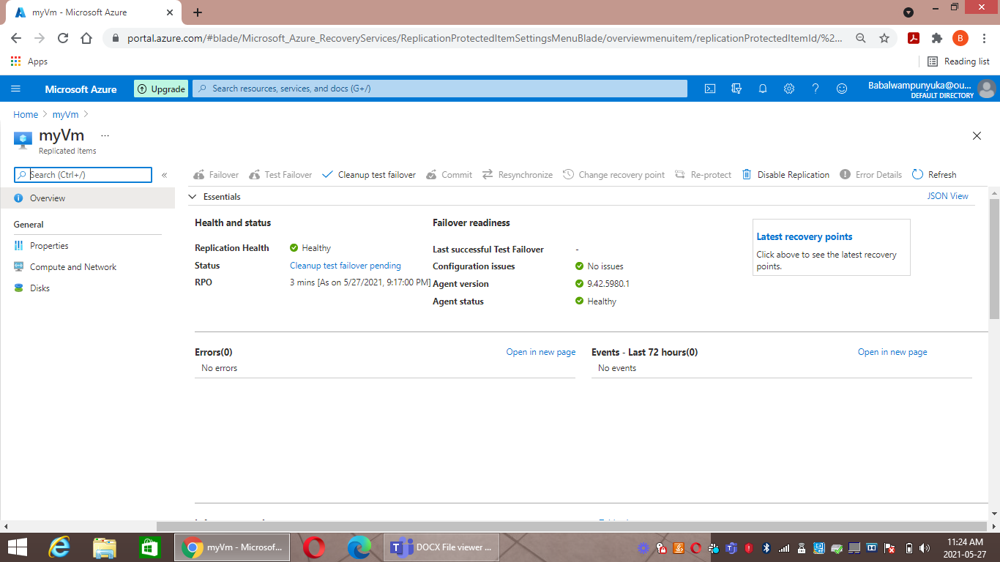 myVm - Microsoft Azure
portal.azure.com/#blade/Microsoft_Azure_RecoveryServices/ReplicationProtectedItemSettingsMenuBlade/overviewmenuitem/replicationProtectedItemId/%2...
B
Apps
Reading list
Microsoft Azure
Upgrade
Search resources, services, and docs (G+/)
Babalwampunyuka@ou...
DEFAULT DIRECTORY
Home > myVm >
myVm ...
Replicated items
Search (Ctrl+/)
«
Failover
Test Failover
Cleanup test failover
Commit
Resynchronize
Change recovery point
Re-protect
Disable Replication
Error Details
Refresh
Overview
General
Properties
Compute and Network
Disks
Essentials
JSON View
Health and status
Replication Health Healthy
Status Cleanup test failover pending
RPO 3 mins [As on 5/27/2021, 9:17:00 PM]
Failover readiness
Last successful Test Failover -
Configuration issues No issues
Agent version 9.42.5980.1
Agent status Healthy
Latest recovery points
Click above to see the latest recovery
points.
Errors(0)
Open in new page
No errors
Events - Last 72 hours(0)
Open in new page
No events
myVm - Microsof...
DOCX File viewer ...
11:24 AM
2021-05-27